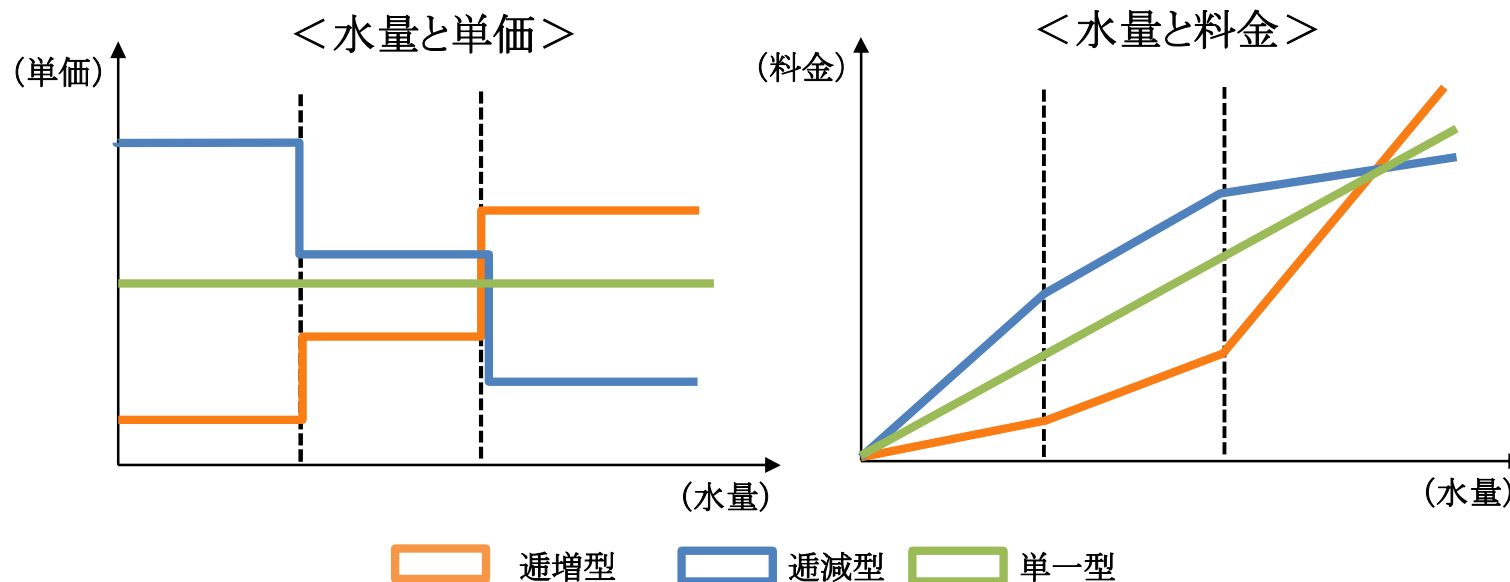 ＜水量と単価＞
（単価）
（水量）
＜水量と料金＞
（料金）
（水量）
逓増型
逓減型
単一型